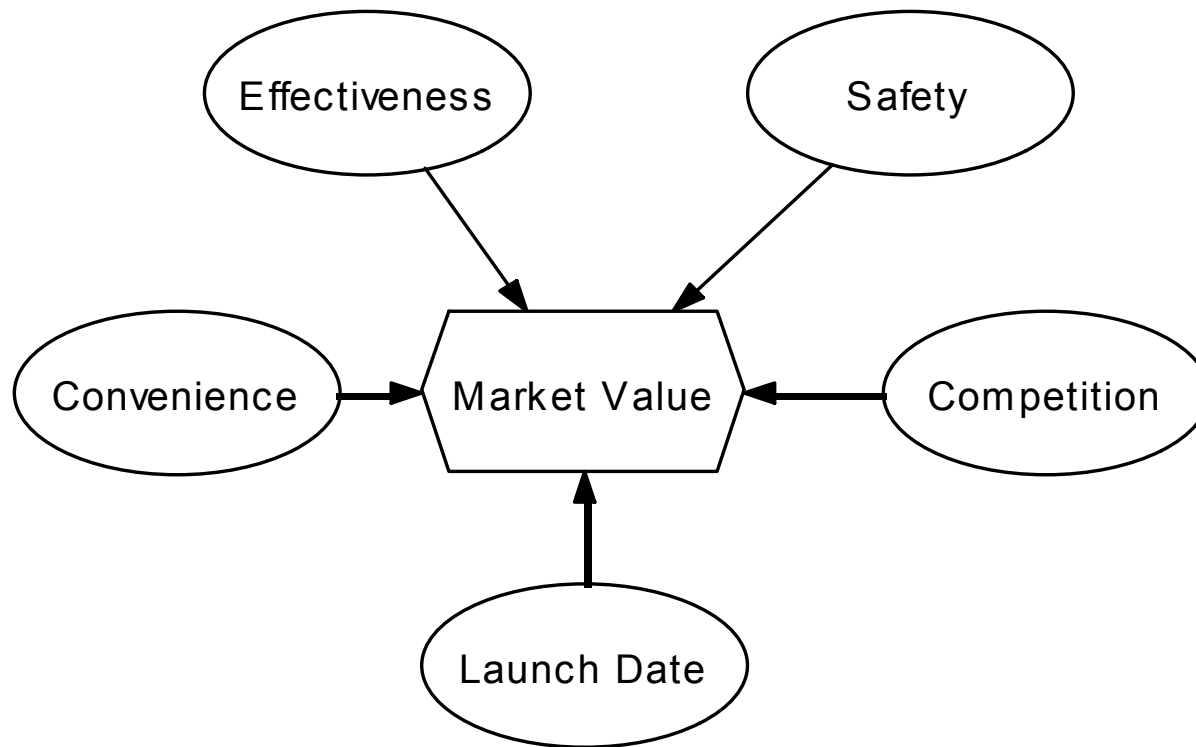 Effectiveness
Safety
Convenience
Market Value
Competition
Launch Date